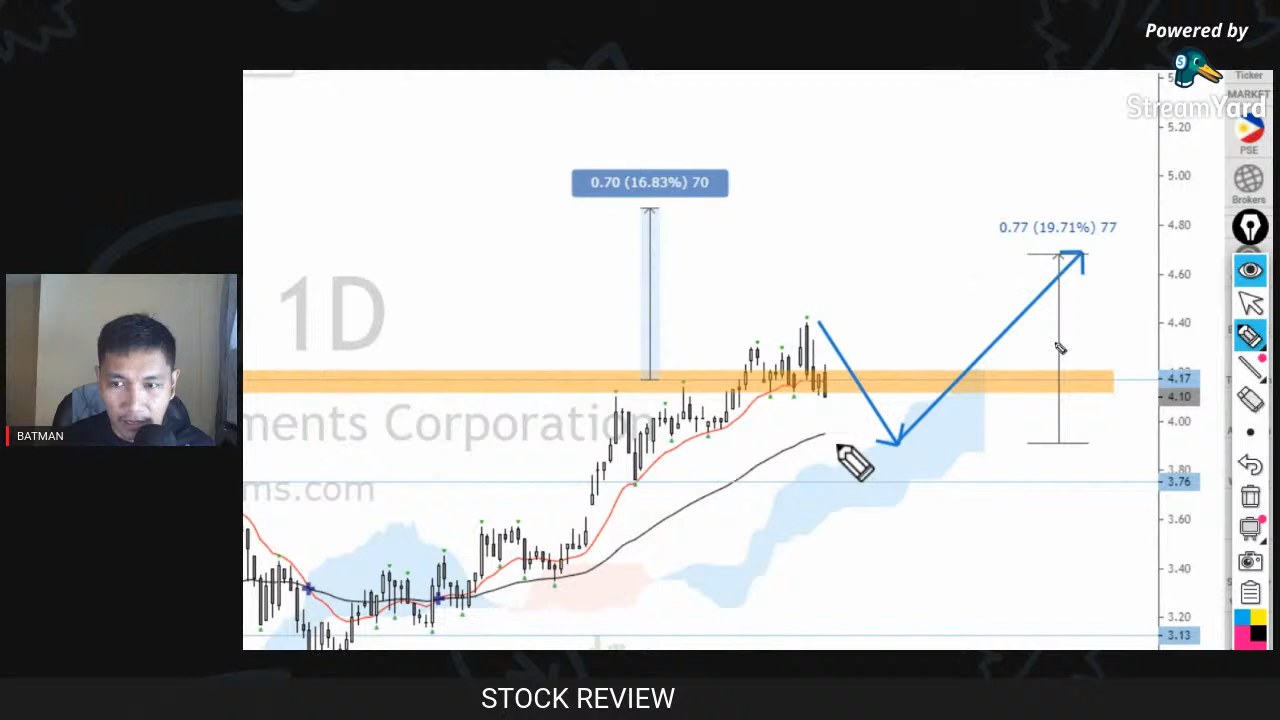 Powered by
StreamYard
S
Ticker
MARKET
PSE
Brokers
5.20
5.00
4.80
4.60
4.40
4.17
4.10
4.00
3.80
3.76
3.60
3.40
3.20
3.13
0.70 (16.83%) 70
0.77 (19.71%) 77
1D
ments Corporation
ms.com
BATMAN
STOCK REVIEW